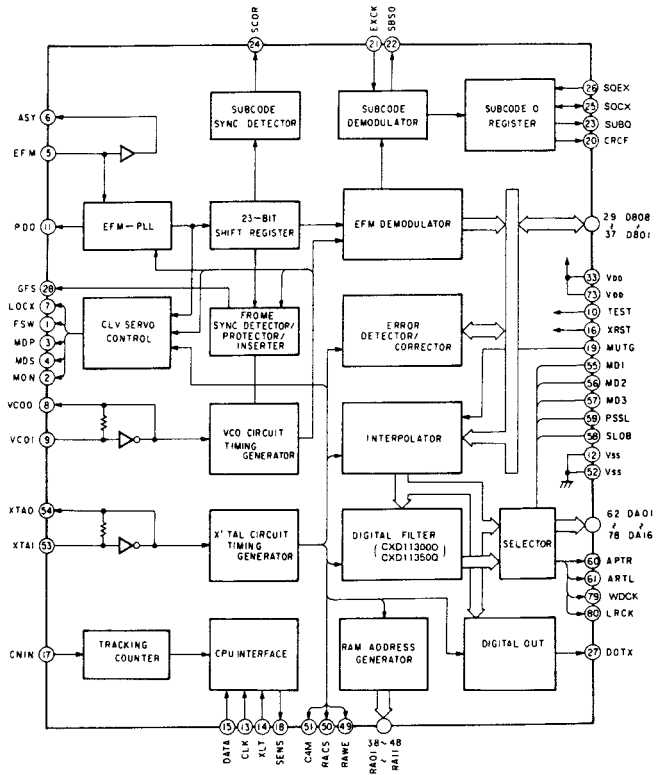 SCOR
EXCK
SBSO
24
21
22
ASY
6
EFM
5
SUBCODE
SYNC DETECTOR
SUBCODE
DEMODULATOR
SUBCODE Q
REGISTER
26
SQEX
25
SOCX
23
SUBQ
20
CRCF
PDO
11
EFM-PLL
23-BIT
SHIFT REGISTER
EFM DEMODULATOR
29 DB08
~
37 DB01
GFS
28
LOCX
7
FSW
1
MDP
3
MDS
4
MON
2
CLV SERVO
CONTROL
FROME
SYNC DETECTOR/
PROTECTOR/
INSERTER
ERROR
DETECTOR/
CORRECTOR
33
VDD
73
VDD
10
TEST
16
XRST
19
MUTG
55
MD1
56
MD2
57
MD3
59
PSSL
58
SLOB
12
Vss
52
Vss
VCOO
8
VCOI
9
VCO CIRCUIT
TIMING
GENERATOR
INTERPOLATOR
XTAO
54
XTAI
53
X'TAL CIRCUIT
TIMING
GENERATOR
DIGITAL FILTER
(CXD11300Q
CXD11350Q)
SELECTOR
62 DA01
~
78 DA16
60
APTR
61
ARTL
79
WDCK
80
LRCK
CNIN
17
TRACKING
COUNTER
CPU INTERFACE
RAM ADDRESS
GENERATOR
DIGITAL OUT
27
DOTX
15
13
14
18
51
50
49
38~48
DATA
CLK
XLT
SENS
C4M
RACS
RAWE
RA01
~
RA11